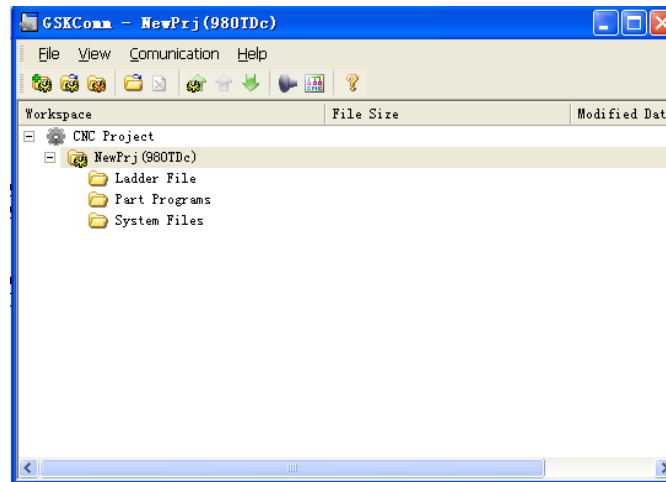 GSKComm - NewPrj(980TDc)
File View Comunication Help
Workspace File Size Modified Dat
CNC Project
NewPrj(980TDc)
Ladder File
Part Programs
System Files